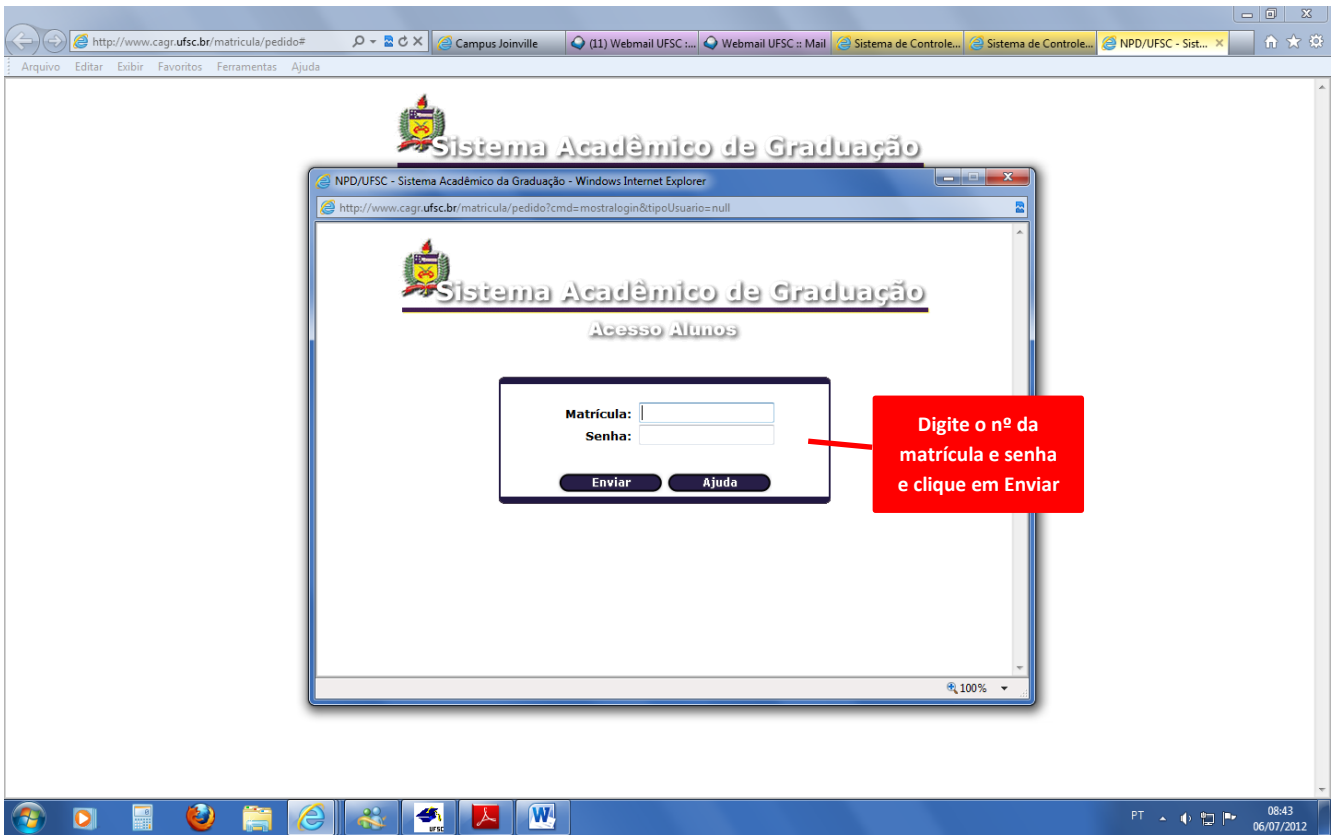 http://www.cagr.ufsc.br/matricula/pedido#
Campus Joinville
(11) Webmail UFSC :...
Webmail UFSC :: Mail
Sistema de Controle...
Sistema de Controle...
NPD/UFSC - Sist...
Arquivo Editar Exibir Favoritos Ferramentas Ajuda
Sistema Acadêmico de Graduação
NPD/UFSC - Sistema Acadêmico da Graduação - Windows Internet Explorer
http://www.cagr.ufsc.br/matricula/pedido?cmd=mostralogin&tipoUsuario=null
Sistema Acadêmico de Graduação
Acesso Alunos
Matrícula:
Senha:
Enviar Ajuda
Digite o nº da
matrícula e senha
e clique em Enviar
100%
UFSC
PT
08:43
06/07/2012